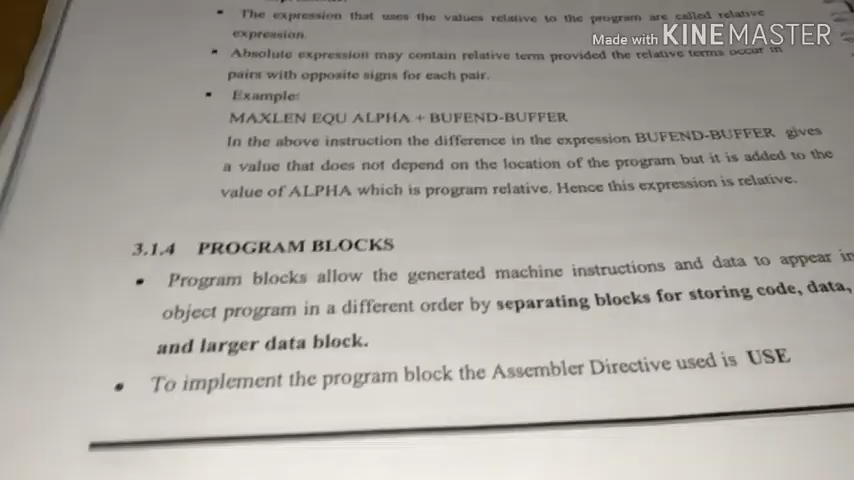 The expression that uses the values relative to the program are called relative
expression.
Made with KINEMASTER
Absolute expression may contain relative term provided the relative terms occur in
pairs with opposite signs for each pair.
Example:
MAXLEN EQU ALPHA + BUFEND-BUFFER
In the above instruction the difference in the expression BUFEND-BUFFER gives
a value that does not depend on the location of the program but it is added to the
value of ALPHA which is program relative. Hence this expression is relative.
3.1.4 PROGRAM BLOCKS
Program blocks allow the generated machine instructions and data to appear in
object program in a different order by separating blocks for storing code, data,
and larger data block.
To implement the program block the Assembler Directive used is USE